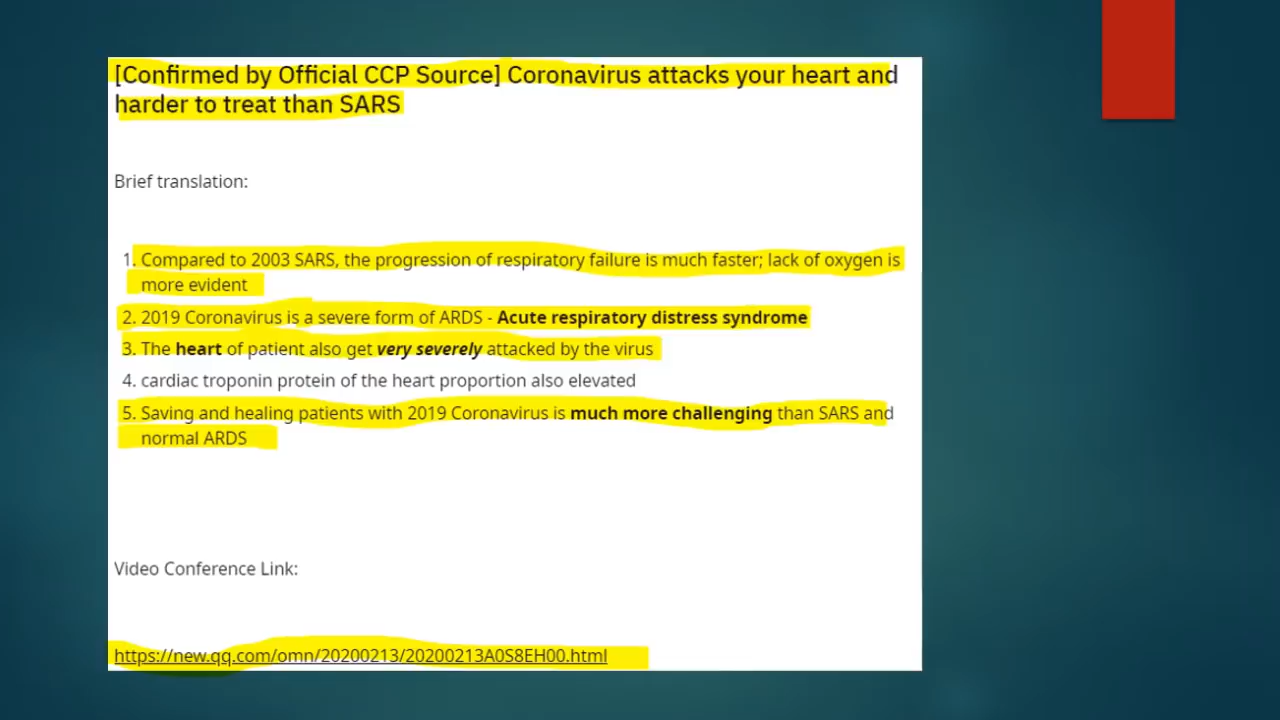 [Confirmed by Official CCP Source] Coronavirus attacks your heart and
harder to treat than SARS
Brief translation:
1. Compared to 2003 SARS, the progression of respiratory failure is much faster; lack of oxygen is
more evident
2. 2019 Coronavirus is a severe form of ARDS - Acute respiratory distress syndrome
3. The heart of patient also get very severely attacked by the virus
4. cardiac troponin protein of the heart proportion also elevated
5. Saving and healing patients with 2019 Coronavirus is much more challenging than SARS and
normal ARDS
Video Conference Link:
https://new.qq.com/omn/20200213/20200213A0S8EH00.html